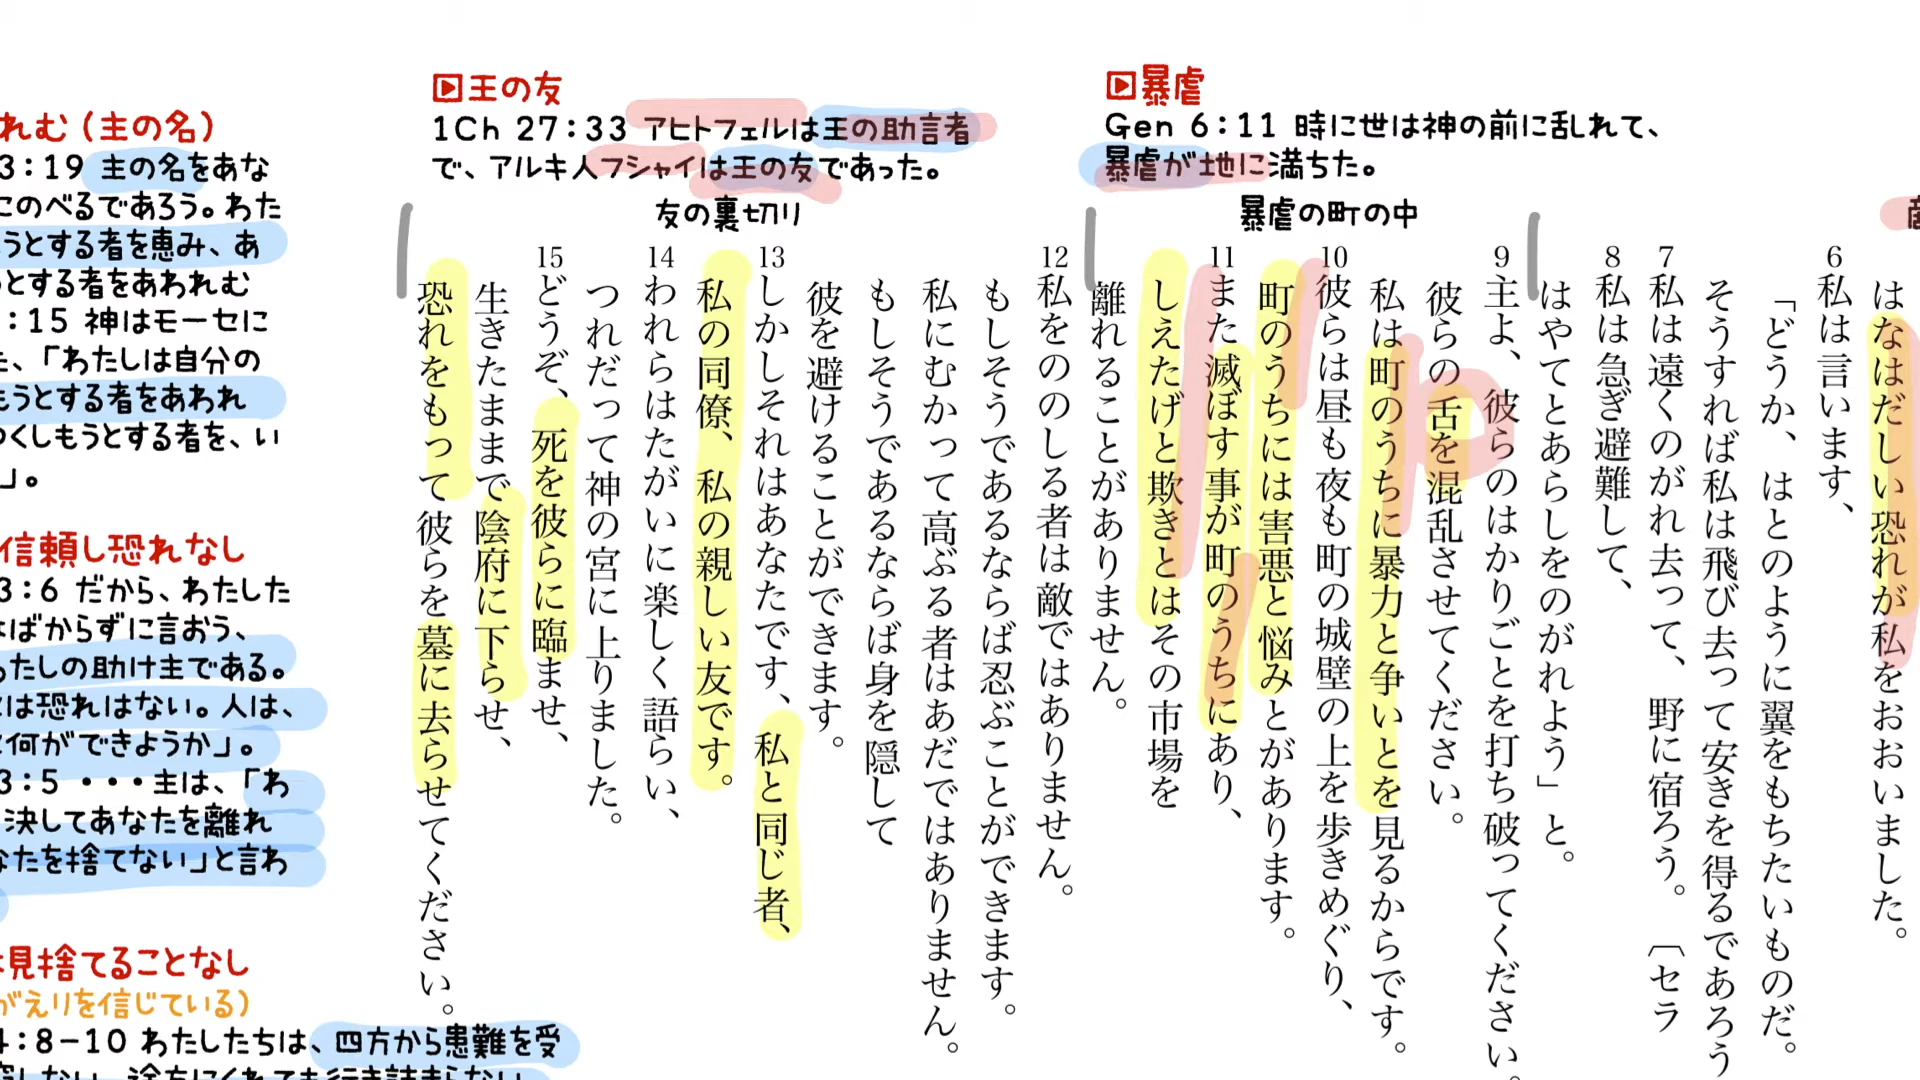 ▶王の友
1Ch 27:33 アヒトフェルは王の助言者
で、アルキ人フシャイは王の友であった。
▶暴虐
Gen 6:11 時に世は神の前に乱れて、
暴虐が地に満ちた。
はなはだしい恐れが私をおおいました。
6 私は言います、
「どうか、はとのように翼をもちたいものだ。
そうすれば私は飛び去って安きを得るであろう
7 私は遠くのがれ去って、野に宿ろう。〔セラ
8 私は急ぎ避難して、
はやてとあらしをのがれよう」と。
暴虐の町の中
9 主よ、彼らのはかりごとを打ち破ってください。
彼らの舌を混乱させてください。
私は町のうちに暴力と争いとを見るからです。
10 彼らは昼も夜も町の城壁の上を歩きめぐり、
町のうちには害悪と悩みとがあります。
11 また滅ぼす事が町のうちにあり、
しえたげと欺きとはその市場を
離れることがありません。
友の裏切り
12 私をののしる者は敵ではありません。
もしそうであるならば忍ぶことができます。
私にむかって高ぶる者はあだではありません。
もしそうであるならば身を隠して
彼を避けることができます。
13 しかしそれはあなたです、私と同じ者、
私の同僚、私の親しい友です。
14 われらはたがいに楽しく語らい、
つれだって神の宮に上りました。
15 どうぞ、死を彼らに臨ませ、
生きたままで陰府に下らせ、
恐れをもって彼らを墓に去らせてください。
れむ（主の名）
3:19 主の名をあな
このべるであろう。わた
うとする者を恵み、あ
とする者をあわれむ
:15 神はモーセに
た、「わたしは自分の
もうとする者をあわれ
つくしもうとする者を、い
」。
信頼し恐れなし
3:6 だから、わたした
はばからずに言おう、
わたしの助け主である。
は恐れはない。人は、
何ができようか」。
3:5 ・・・主は、「わ
決してあなたを離れ
なたを捨てない」と言わ
見捨てることなし
がえりを信じている）
4:8-10 わたしたちは、四方から患難を受